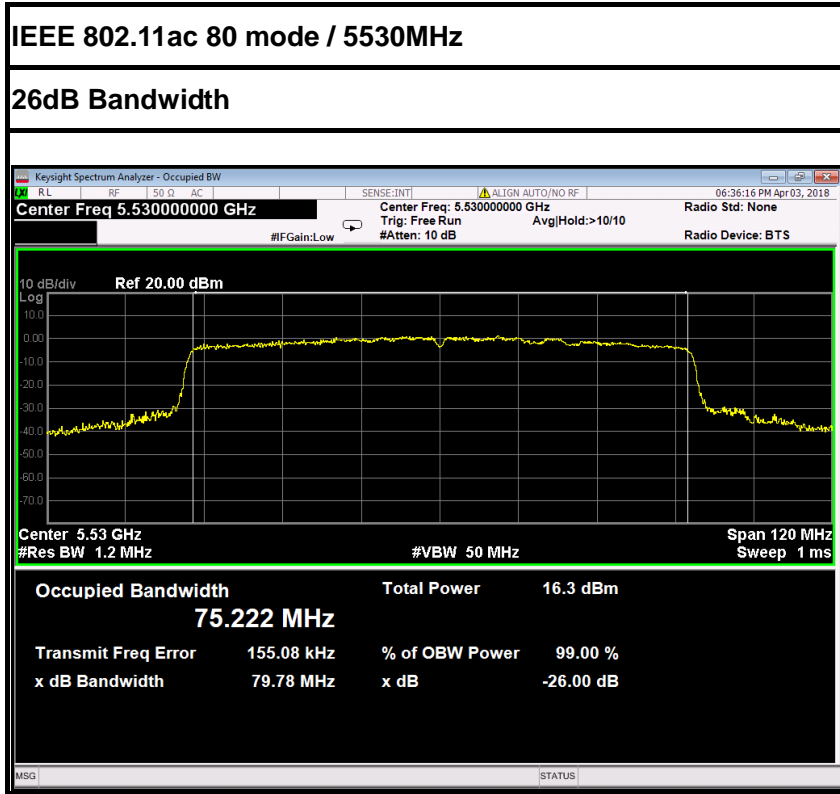 IEEE 802.11ac 80 mode / 5530MHz
26dB Bandwidth
Keysight Spectrum Analyzer - Occupied BW
LXI RL RF 50 Ω AC SENSE:INT ALIGN AUTO/NO RF 06:36:16 PM Apr 03, 2018
Center Freq 5.530000000 GHz Center Freq: 5.530000000 GHz Radio Std: None
Trig: Free Run Avg|Hold:>10/10
#IFGain:Low #Atten: 10 dB Radio Device: BTS
10 dB/div Ref 20.00 dBm
Log
10.0
0.00
-10.0
-20.0
-30.0
-40.0
-50.0
-60.0
-70.0
Center 5.53 GHz Span 120 MHz
#Res BW 1.2 MHz #VBW 50 MHz Sweep 1 ms
Occupied Bandwidth Total Power 16.3 dBm
75.222 MHz
Transmit Freq Error 155.08 kHz % of OBW Power 99.00 %
x dB Bandwidth 79.78 MHz x dB -26.00 dB
MSG STATUS